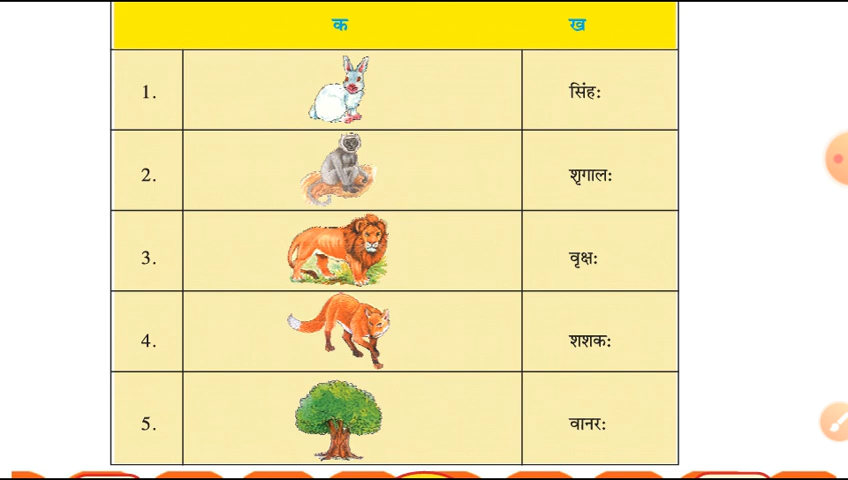 क ख
1. सिंह:
2. शृगाल:
3. वृक्ष:
4. शशक:
5. वानर: